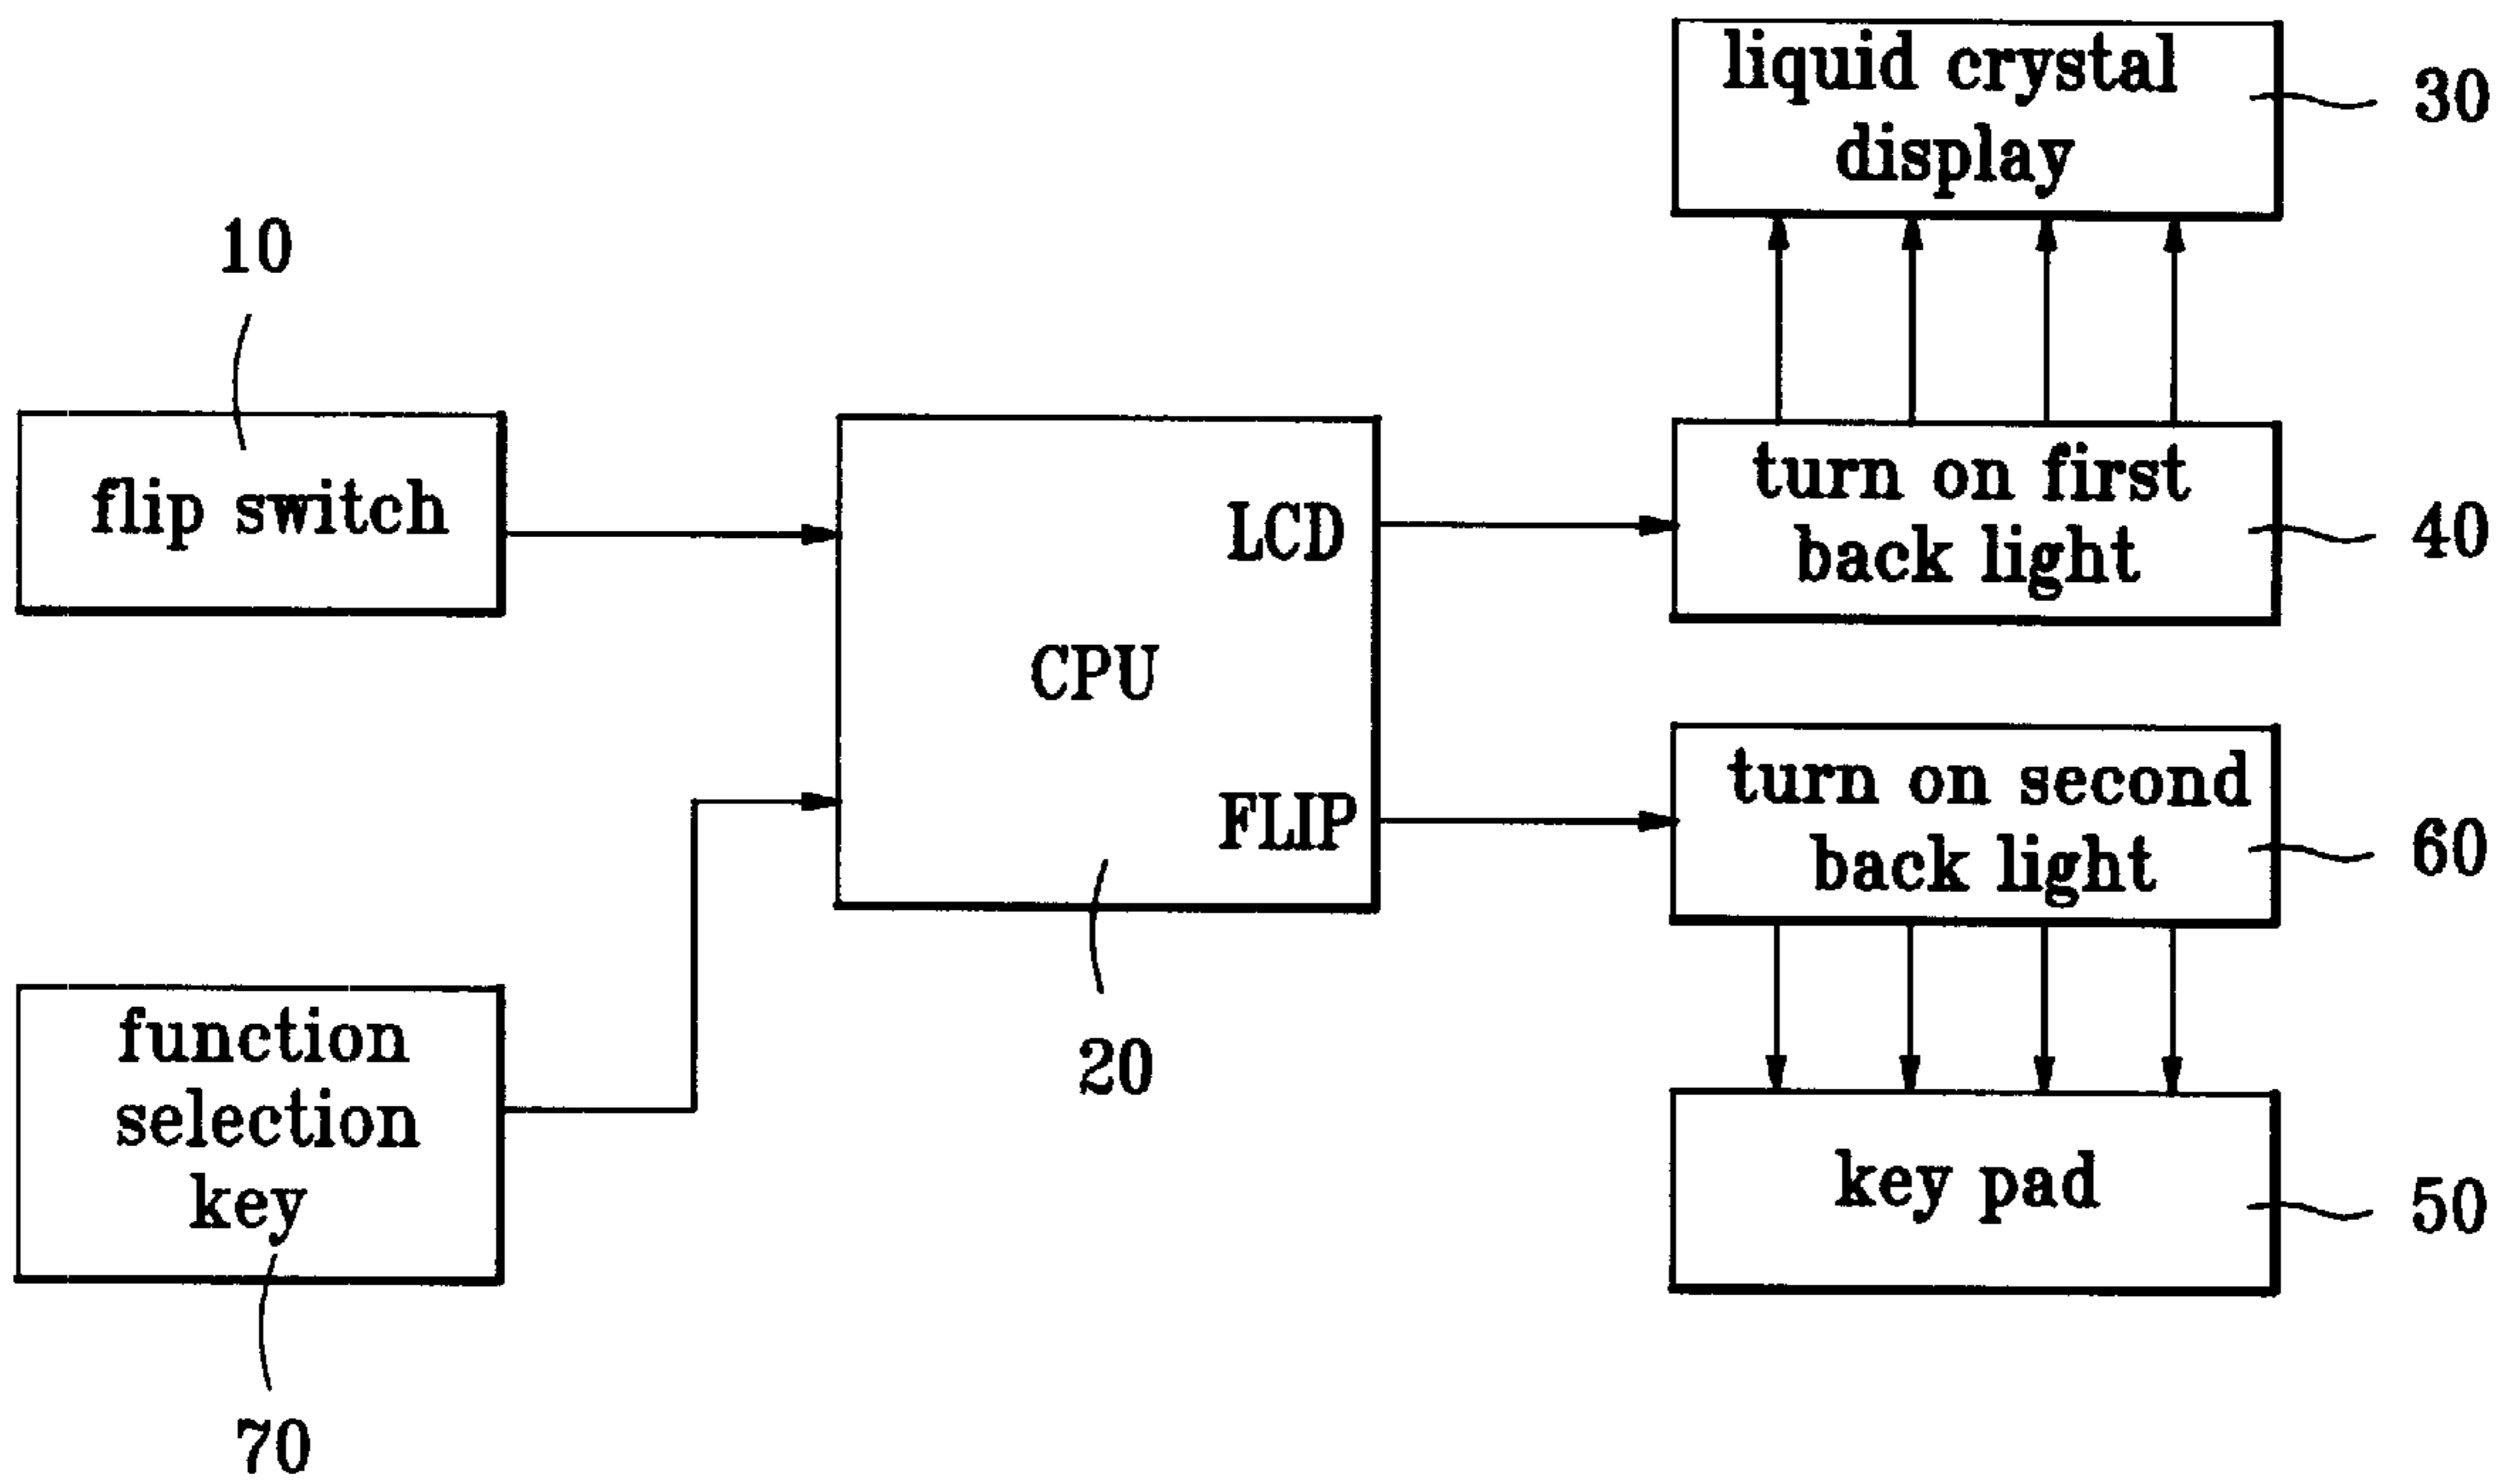 10
flip switch
function
selection
key
70
LCD
CPU
FLIP
20
liquid crystal
display
30
turn on first
back light
40
turn on second
back light
60
key pad
50